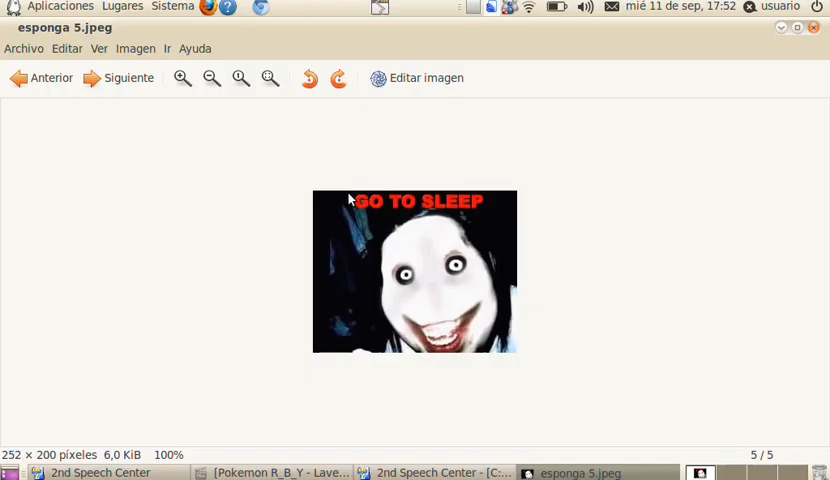 Aplicaciones Lugares Sistema mié 11 de sep, 17:52 usuario
esponga 5.jpeg
Archivo Editar Ver Imagen Ir Ayuda
Anterior Siguiente Editar imagen
GO TO SLEEP
252 × 200 píxeles 6,0 KiB 100% 5 / 5
2nd Speech Center [Pokemon R_B_Y - Lave... 2nd Speech Center - [C:... esponga 5.jpeg